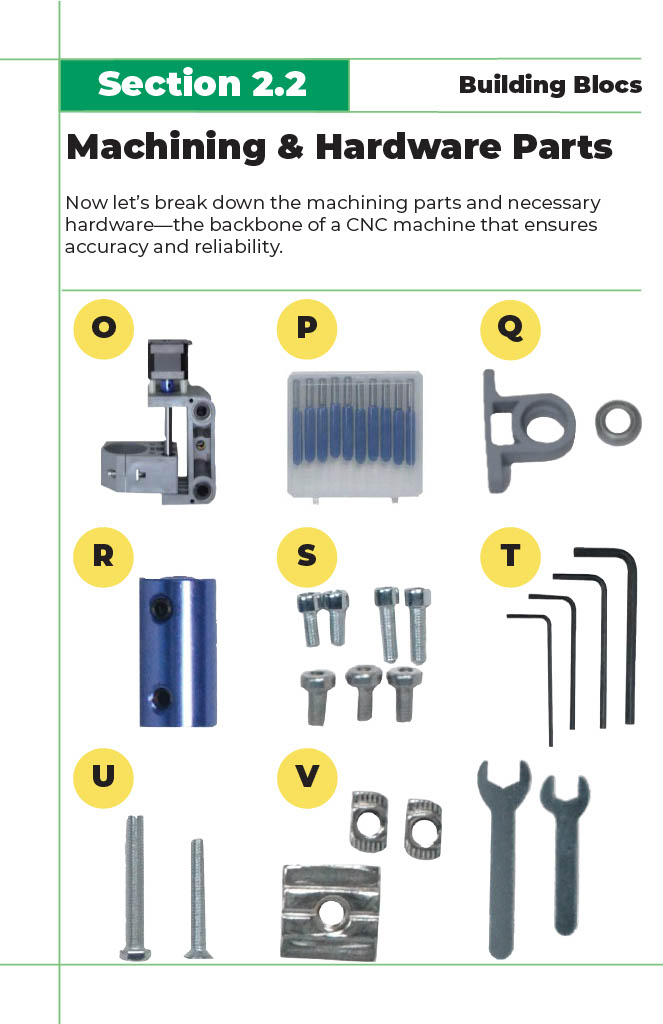 Section 2.2
Building Blocs
Machining & Hardware Parts
Now let’s break down the machining parts and necessary
hardware—the backbone of a CNC machine that ensures
accuracy and reliability.
O
P
Q
R
S
T
U
V